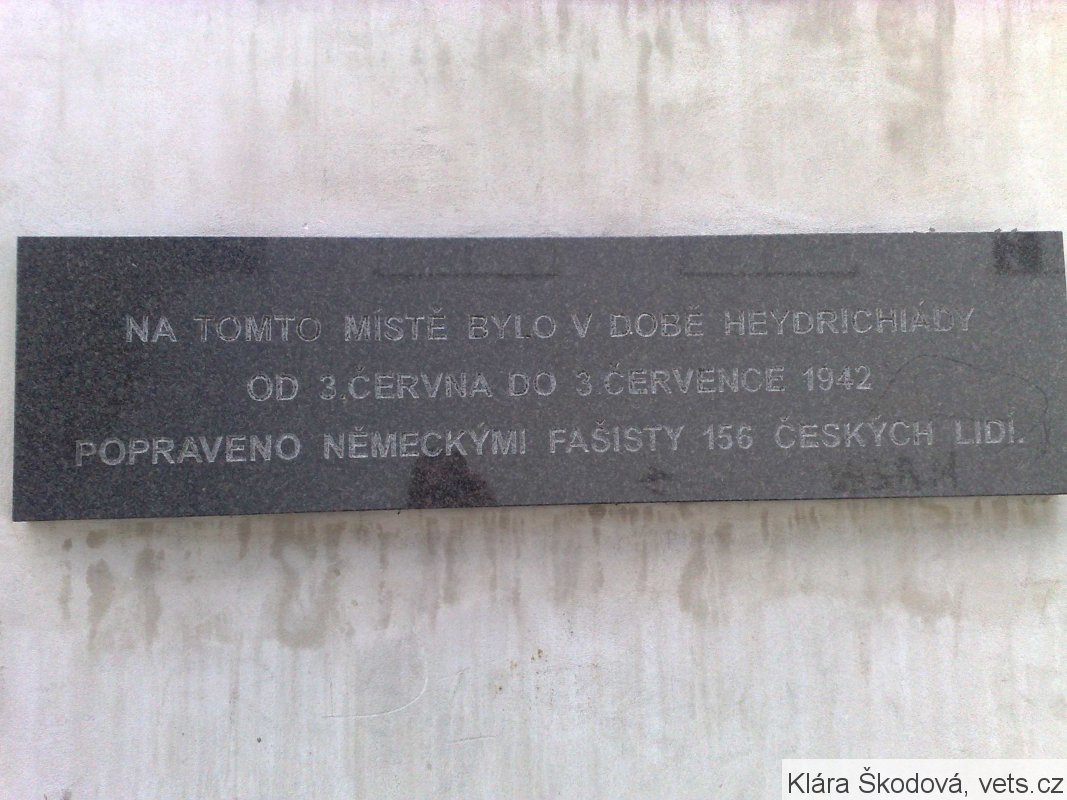 NA TOMTO MÍSTĚ BYLO V DOBĚ HEYDRICHIÁDY
OD 3.ČERVNA DO 3.ČERVENCE 1942
POPRAVENO NĚMECKÝMI FAŠISTY 156 ČESKÝCH LIDÍ.
Klára Škodová, vets.cz